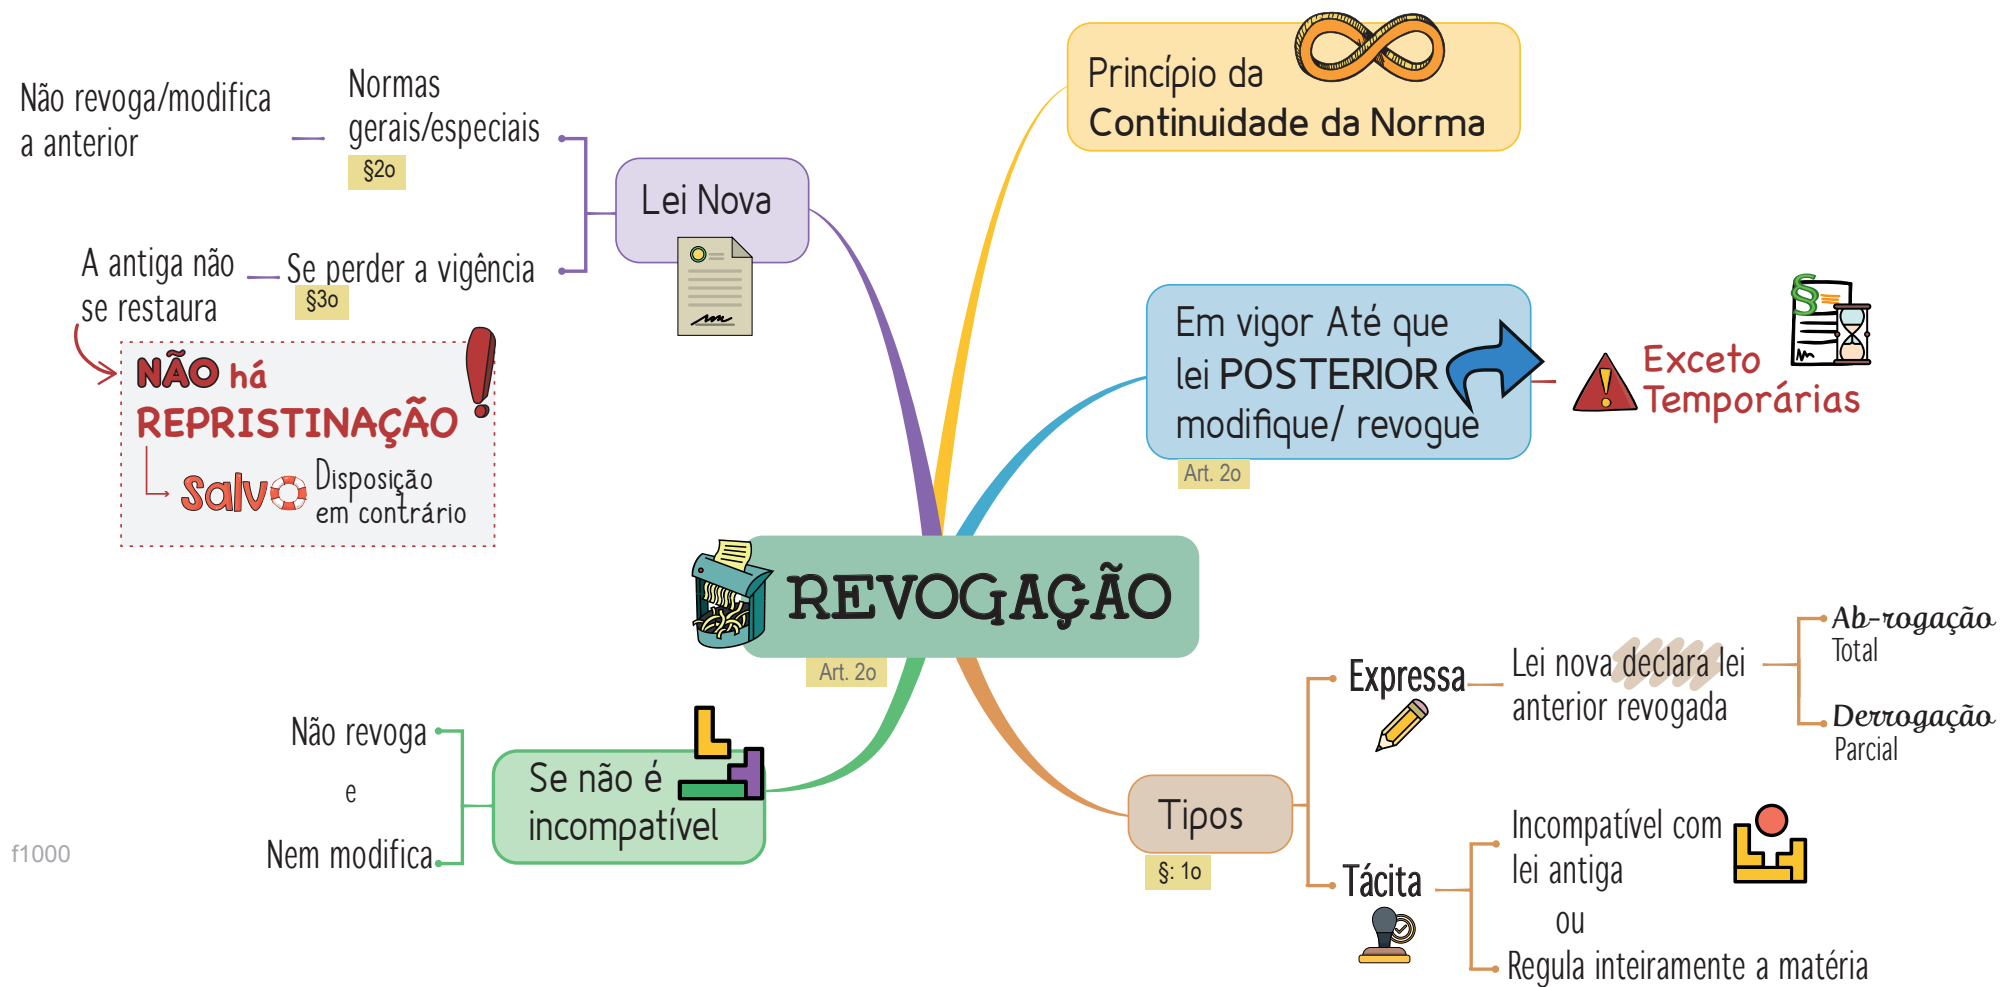 Princípio da
Continuidade da Norma
Em vigor Até que
lei POSTERIOR
modifique/ revogue
Art. 2o
Exceto
Temporárias
§
Lei Nova
Normas
gerais/especiais
§2o
Não revoga/modifica
a anterior
Se perder a vigência
§3o
A antiga não
se restaura
NÃO há
REPRISTINAÇÃO
Salvo
Disposição
em contrário
REVOGAÇÃO
Art. 2o
Tipos
§: 1o
Expressa
Lei nova declara lei
anterior revogada
Ab-rogação
Total
Derrogação
Parcial
Tácita
Incompatível com
lei antiga
ou
Regula inteiramente a matéria
Se não é
incompatível
Não revoga
e
Nem modifica
f1000